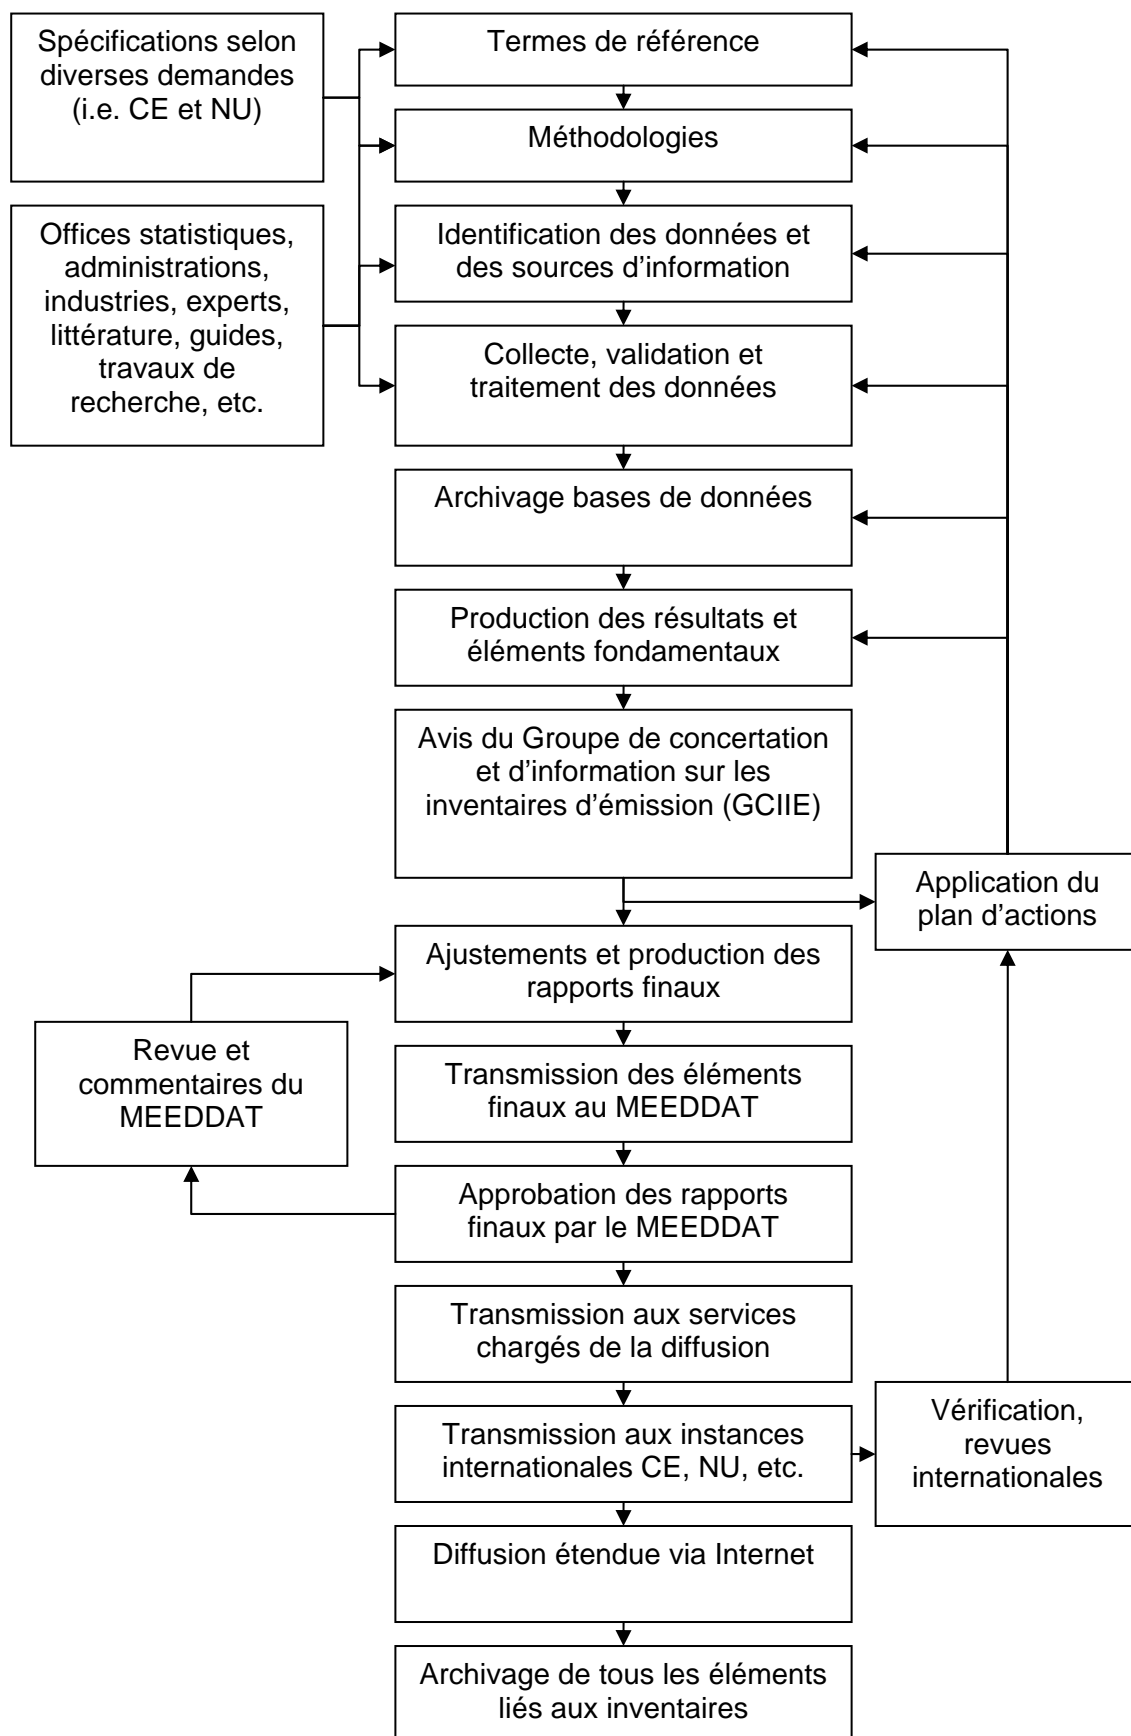 Spécifications selon
diverses demandes
(i.e. CE et NU)
Termes de référence
Méthodologies
Offices statistiques,
administrations,
industries, experts,
littérature, guides,
travaux de
recherche, etc.
Identification des données et
des sources d'information
Collecte, validation et
traitement des données
Archivage bases de données
Production des résultats et
éléments fondamentaux
Avis du Groupe de concertation
et d'information sur les
inventaires d'émission (GCIIE)
Application du
plan d'actions
Ajustements et production des
rapports finaux
Revue et
commentaires du
MEEDDAT
Transmission des éléments
finaux au MEEDDAT
Approbation des rapports
finaux par le MEEDDAT
Transmission aux services
chargés de la diffusion
Transmission aux instances
internationales CE, NU, etc.
Vérification,
revues
internationales
Diffusion étendue via Internet
Archivage de tous les éléments
liés aux inventaires